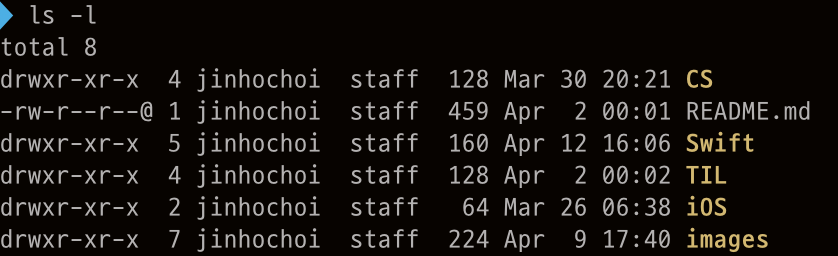 ls -l
total 8
drwxr-xr-x  4 jinhochoi  staff  128 Mar 30 20:21 CS
-rw-r--r--@ 1 jinhochoi  staff  459 Apr  2 00:01 README.md
drwxr-xr-x  5 jinhochoi  staff  160 Apr 12 16:06 Swift
drwxr-xr-x  4 jinhochoi  staff  128 Apr  2 00:02 TIL
drwxr-xr-x  2 jinhochoi  staff   64 Mar 26 06:38 iOS
drwxr-xr-x  7 jinhochoi  staff  224 Apr  9 17:40 images